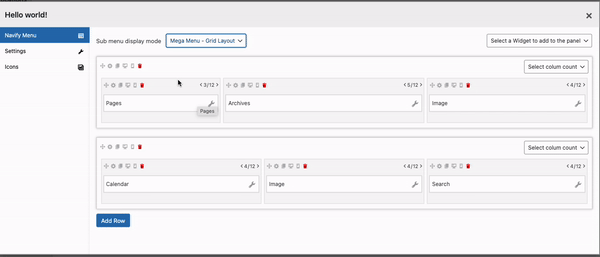 Hello world!
Navify Menu
Settings
Icons
Sub menu display mode
Mega Menu - Grid Layout
Select a Widget to add to the panel
Select colum count
< 3/12 >
< 5/12 >
< 4/12 >
Pages
Archives
Image
Pages
Select colum count
< 4/12 >
< 4/12 >
< 4/12 >
Calendar
Image
Search
Add Row